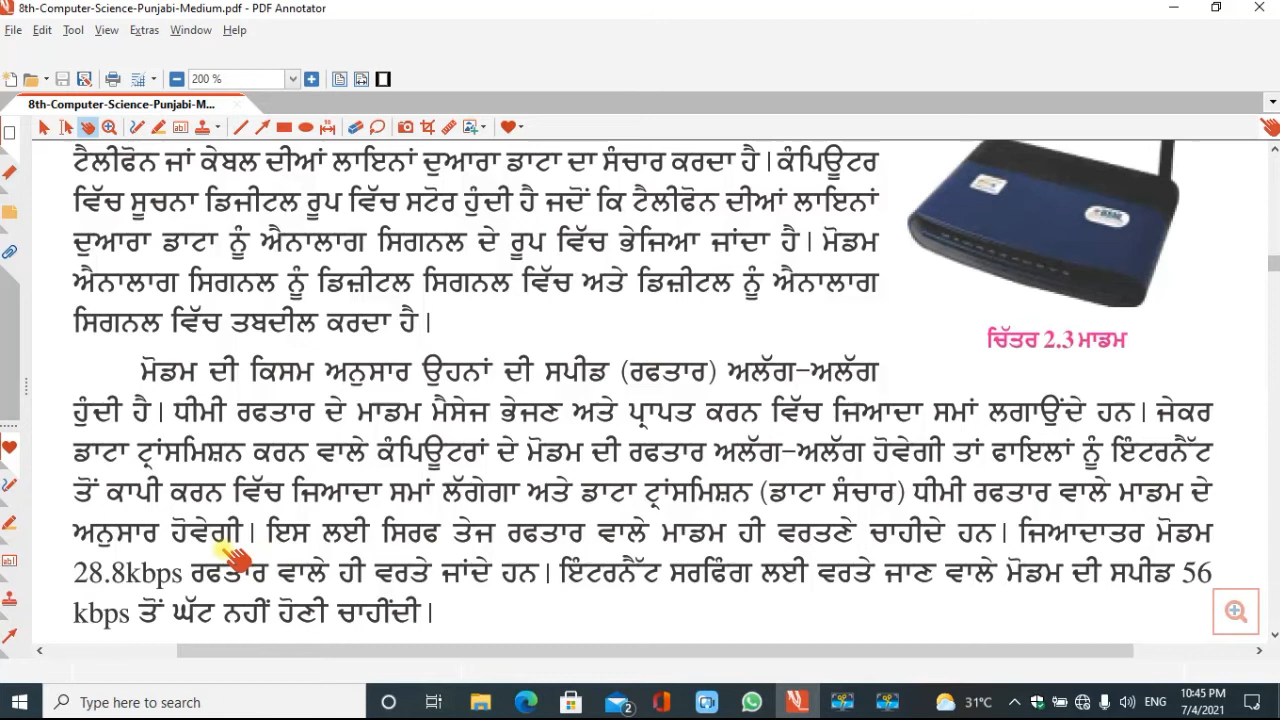 8th-Computer-Science-Punjabi-Medium.pdf - PDF Annotator
File Edit Tool View Extras Window Help
200 %
8th-Computer-Science-Punjabi-M...
ਟੈਲੀਫੋਨ ਜਾਂ ਕੇਬਲ ਦੀਆਂ ਲਾਇਨਾਂ ਦੁਆਰਾ ਡਾਟਾ ਦਾ ਸੰਚਾਰ ਕਰਦਾ ਹੈ। ਕੰਪਿਊਟਰ
ਵਿੱਚ ਸੂਚਨਾ ਡਿਜੀਟਲ ਰੂਪ ਵਿੱਚ ਸਟੋਰ ਹੁੰਦੀ ਹੈ ਜਦੋਂ ਕਿ ਟੈਲੀਫੋਨ ਦੀਆਂ ਲਾਇਨਾਂ
ਦੁਆਰਾ ਡਾਟਾ ਨੂੰ ਐਨਾਲਾਗ ਸਿਗਨਲ ਦੇ ਰੂਪ ਵਿੱਚ ਭੇਜਿਆ ਜਾਂਦਾ ਹੈ। ਮੋਡਮ
ਐਨਾਲਾਗ ਸਿਗਨਲ ਨੂੰ ਡਿਜ਼ੀਟਲ ਸਿਗਨਲ ਵਿੱਚ ਅਤੇ ਡਿਜ਼ੀਟਲ ਨੂੰ ਐਨਾਲਾਗ
ਸਿਗਨਲ ਵਿੱਚ ਤਬਦੀਲ ਕਰਦਾ ਹੈ।
ਚਿੱਤਰ 2.3 ਮਾਡਮ
ਮੋਡਮ ਦੀ ਕਿਸਮ ਅਨੁਸਾਰ ਉਹਨਾਂ ਦੀ ਸਪੀਡ (ਰਫਤਾਰ) ਅਲੱਗ-ਅਲੱਗ
ਹੁੰਦੀ ਹੈ। ਧੀਮੀ ਰਫਤਾਰ ਦੇ ਮਾਡਮ ਮੈਸੇਜ ਭੇਜਣ ਅਤੇ ਪ੍ਰਾਪਤ ਕਰਨ ਵਿੱਚ ਜਿਆਦਾ ਸਮਾਂ ਲਗਾਉਂਦੇ ਹਨ। ਜੇਕਰ
ਡਾਟਾ ਟ੍ਰਾਂਸਮਿਸ਼ਨ ਕਰਨ ਵਾਲੇ ਕੰਪਿਊਟਰਾਂ ਦੇ ਮੋਡਮ ਦੀ ਰਫਤਾਰ ਅਲੱਗ-ਅਲੱਗ ਹੋਵੇਗੀ ਤਾਂ ਫਾਇਲਾਂ ਨੂੰ ਇੰਟਰਨੈੱਟ
ਤੋਂ ਕਾਪੀ ਕਰਨ ਵਿੱਚ ਜਿਆਦਾ ਸਮਾਂ ਲੱਗੇਗਾ ਅਤੇ ਡਾਟਾ ਟ੍ਰਾਂਸਮਿਸ਼ਨ (ਡਾਟਾ ਸੰਚਾਰ) ਧੀਮੀ ਰਫਤਾਰ ਵਾਲੇ ਮਾਡਮ ਦੇ
ਅਨੁਸਾਰ ਹੋਵੇਗੀ। ਇਸ ਲਈ ਸਿਰਫ ਤੇਜ ਰਫਤਾਰ ਵਾਲੇ ਮਾਡਮ ਹੀ ਵਰਤਣੇ ਚਾਹੀਦੇ ਹਨ। ਜਿਆਦਾਤਰ ਮੋਡਮ
28.8kbps ਰਫਤਾਰ ਵਾਲੇ ਹੀ ਵਰਤੇ ਜਾਂਦੇ ਹਨ। ਇੰਟਰਨੈੱਟ ਸਰਫਿੰਗ ਲਈ ਵਰਤੇ ਜਾਣ ਵਾਲੇ ਮੋਡਮ ਦੀ ਸਪੀਡ 56
kbps ਤੋਂ ਘੱਟ ਨਹੀਂ ਹੋਣੀ ਚਾਹੀਂਦੀ।
Type here to search
2
31°C
ENG
10:45 PM
7/4/2021